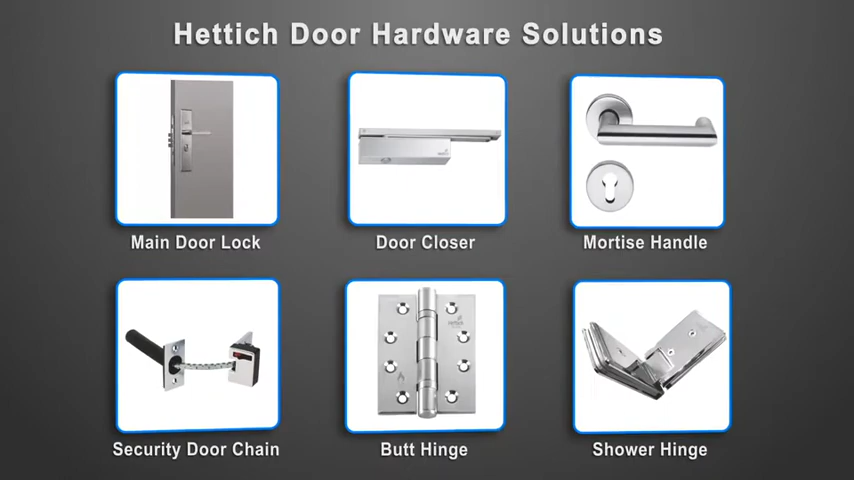 Hettich Door Hardware Solutions
Main Door Lock
Door Closer
Mortise Handle
Security Door Chain
Butt Hinge
Shower Hinge